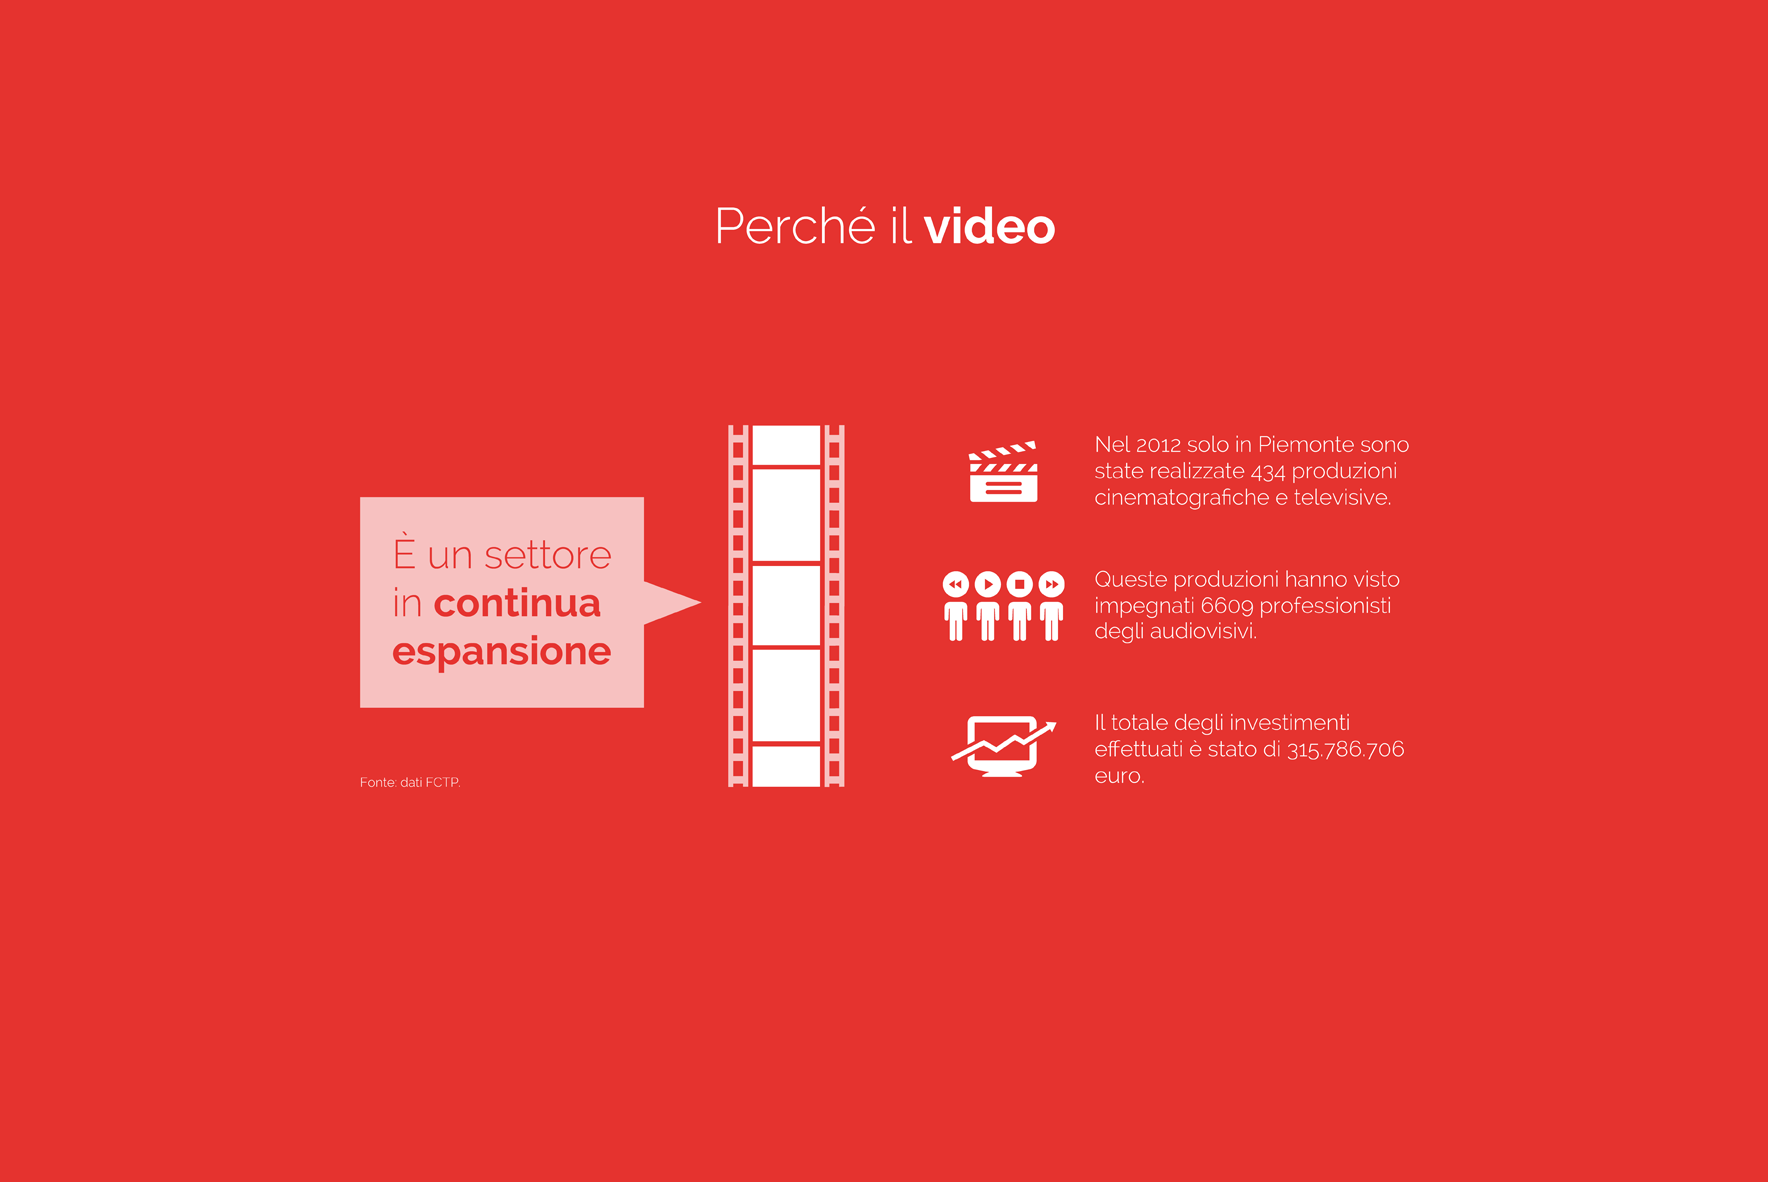 Perché il video
È un settore
in continua
espansione
Fonte: dati FCTP.
Nel 2012 solo in Piemonte sono
state realizzate 434 produzioni
cinematografiche e televisive.
Queste produzioni hanno visto
impegnati 6609 professionisti
degli audiovisivi.
Il totale degli investimenti
effettuati è stato di 315.786.706
euro.